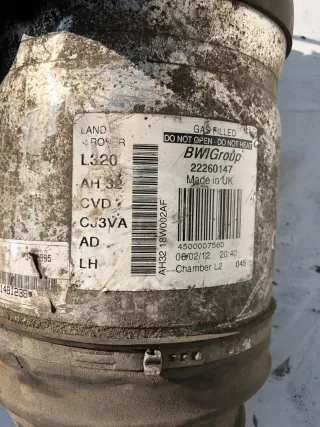 LAND
ROVER
L320
AH 32
CVD
CJ3VA
AD
LH
AH32 18W002AF
GAS FILLED
DO NOT OPEN - DO NOT HEAT
BWIGroup
22260147
Made in UK
4500007560
06/02/12 20:40
Chamber L2 045